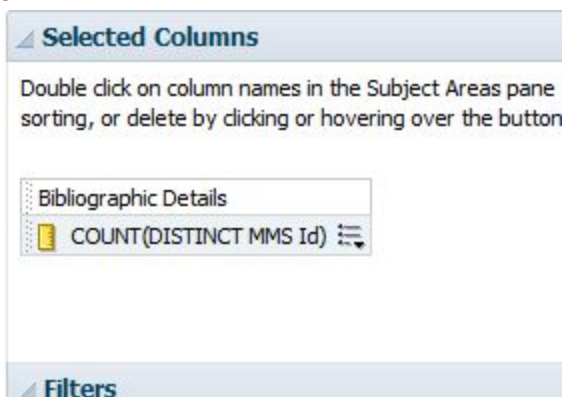 Selected Columns
Double click on column names in the Subject Areas pane
sorting, or delete by clicking or hovering over the button
Bibliographic Details
COUNT(DISTINCT MMS Id)
Filters